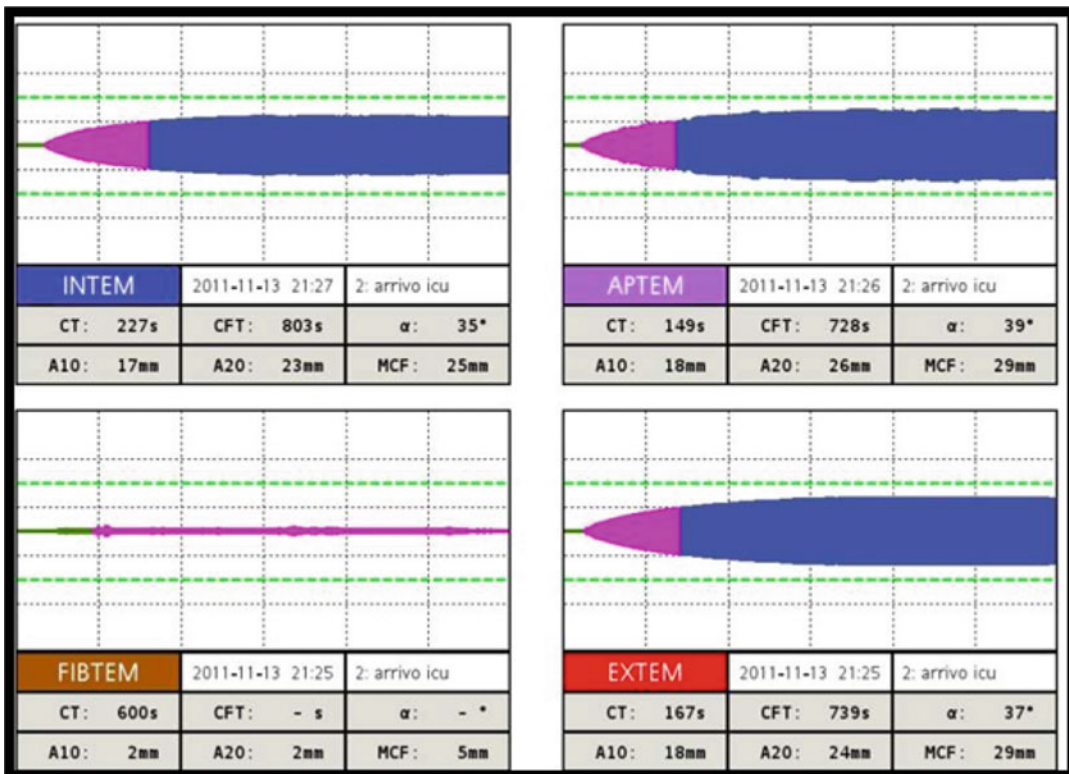 INTEM 2011-11-13 21:27 2: arrivo icu
CT: 227s CFT: 803s α: 35°
A10: 17mm A20: 23mm MCF: 25mm
APTEM 2011-11-13 21:26 2: arrivo icu
CT: 149s CFT: 728s α: 39°
A10: 18mm A20: 26mm MCF: 29mm
FIBTEM 2011-11-13 21:25 2: arrivo icu
CT: 600s CFT: - s α: - °
A10: 2mm A20: 2mm MCF: 5mm
EXTEM 2011-11-13 21:25 2: arrivo icu
CT: 167s CFT: 739s α: 37°
A10: 18mm A20: 24mm MCF: 29mm